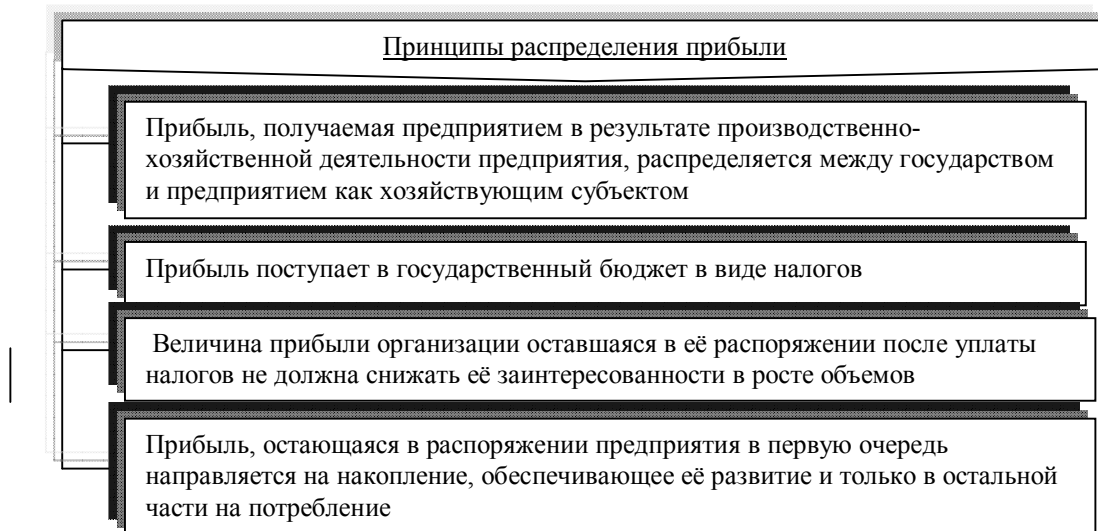 Принципы распределения прибыли
Прибыль, получаемая предприятием в результате производственно-
хозяйственной деятельности предприятия, распределяется между государством
и предприятием как хозяйствующим субъектом
Прибыль поступает в государственный бюджет в виде налогов
Величина прибыли организации оставшаяся в её распоряжении после уплаты
налогов не должна снижать её заинтересованности в росте объемов
Прибыль, остающаяся в распоряжении предприятия в первую очередь
направляется на накопление, обеспечивающее её развитие и только в остальной
части на потребление